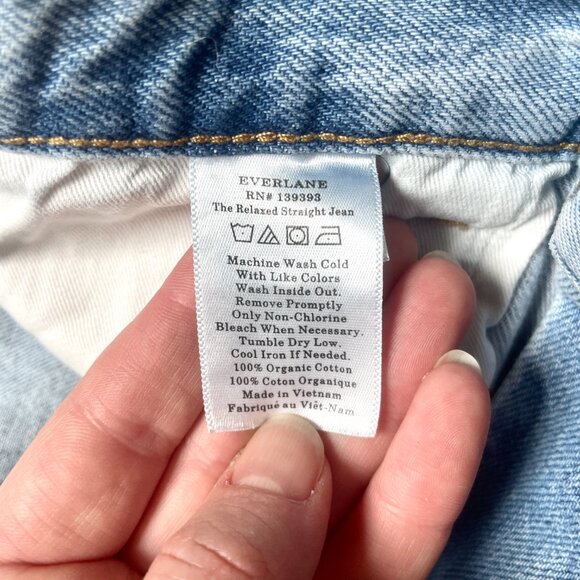 EVERLANE
RN# 139393
The Relaxed Straight Jean
Machine Wash Cold
With Like Colors
Wash Inside Out.
Remove Promptly
Only Non-Chlorine
Bleach When Necessary.
Tumble Dry Low.
Cool Iron If Needed.
100% Organic Cotton
100% Coton Organique
Made in Vietnam
Fabriqué au Viêt-Nam